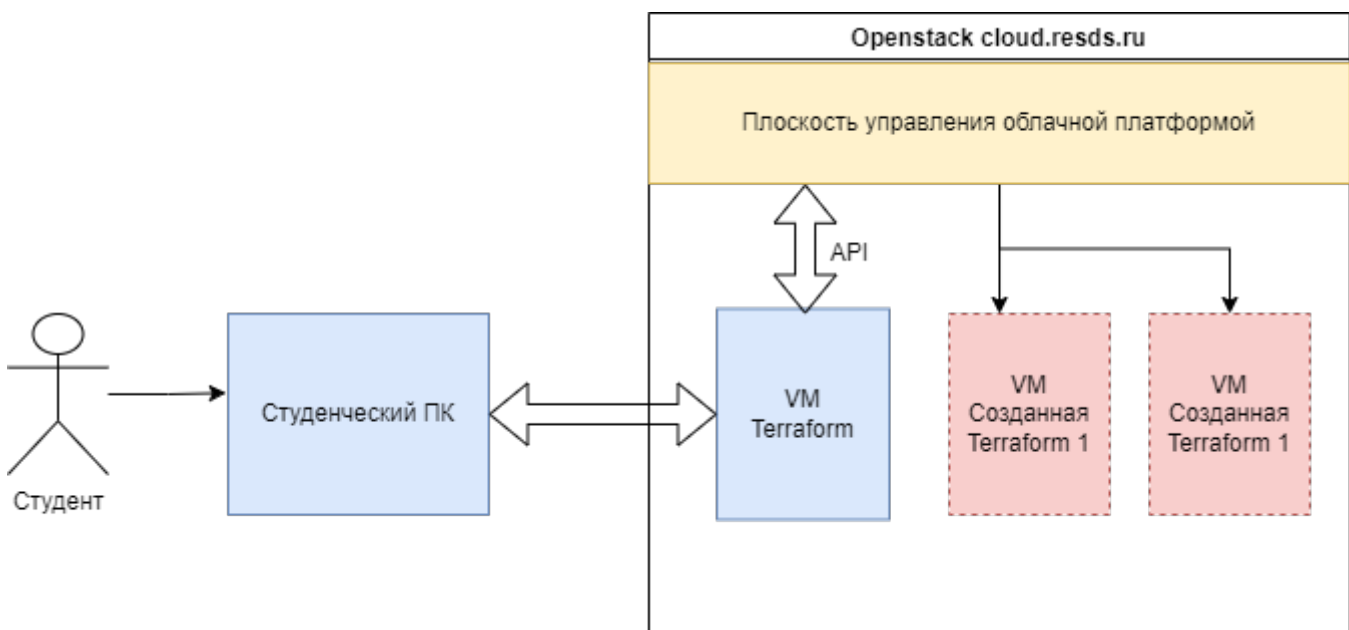 Openstack cloud.resds.ru
Плоскость управления облачной платформой
API
Студенческий ПК
VM
Terraform
VM
Созданная
Terraform 1
VM
Созданная
Terraform 1
Студент